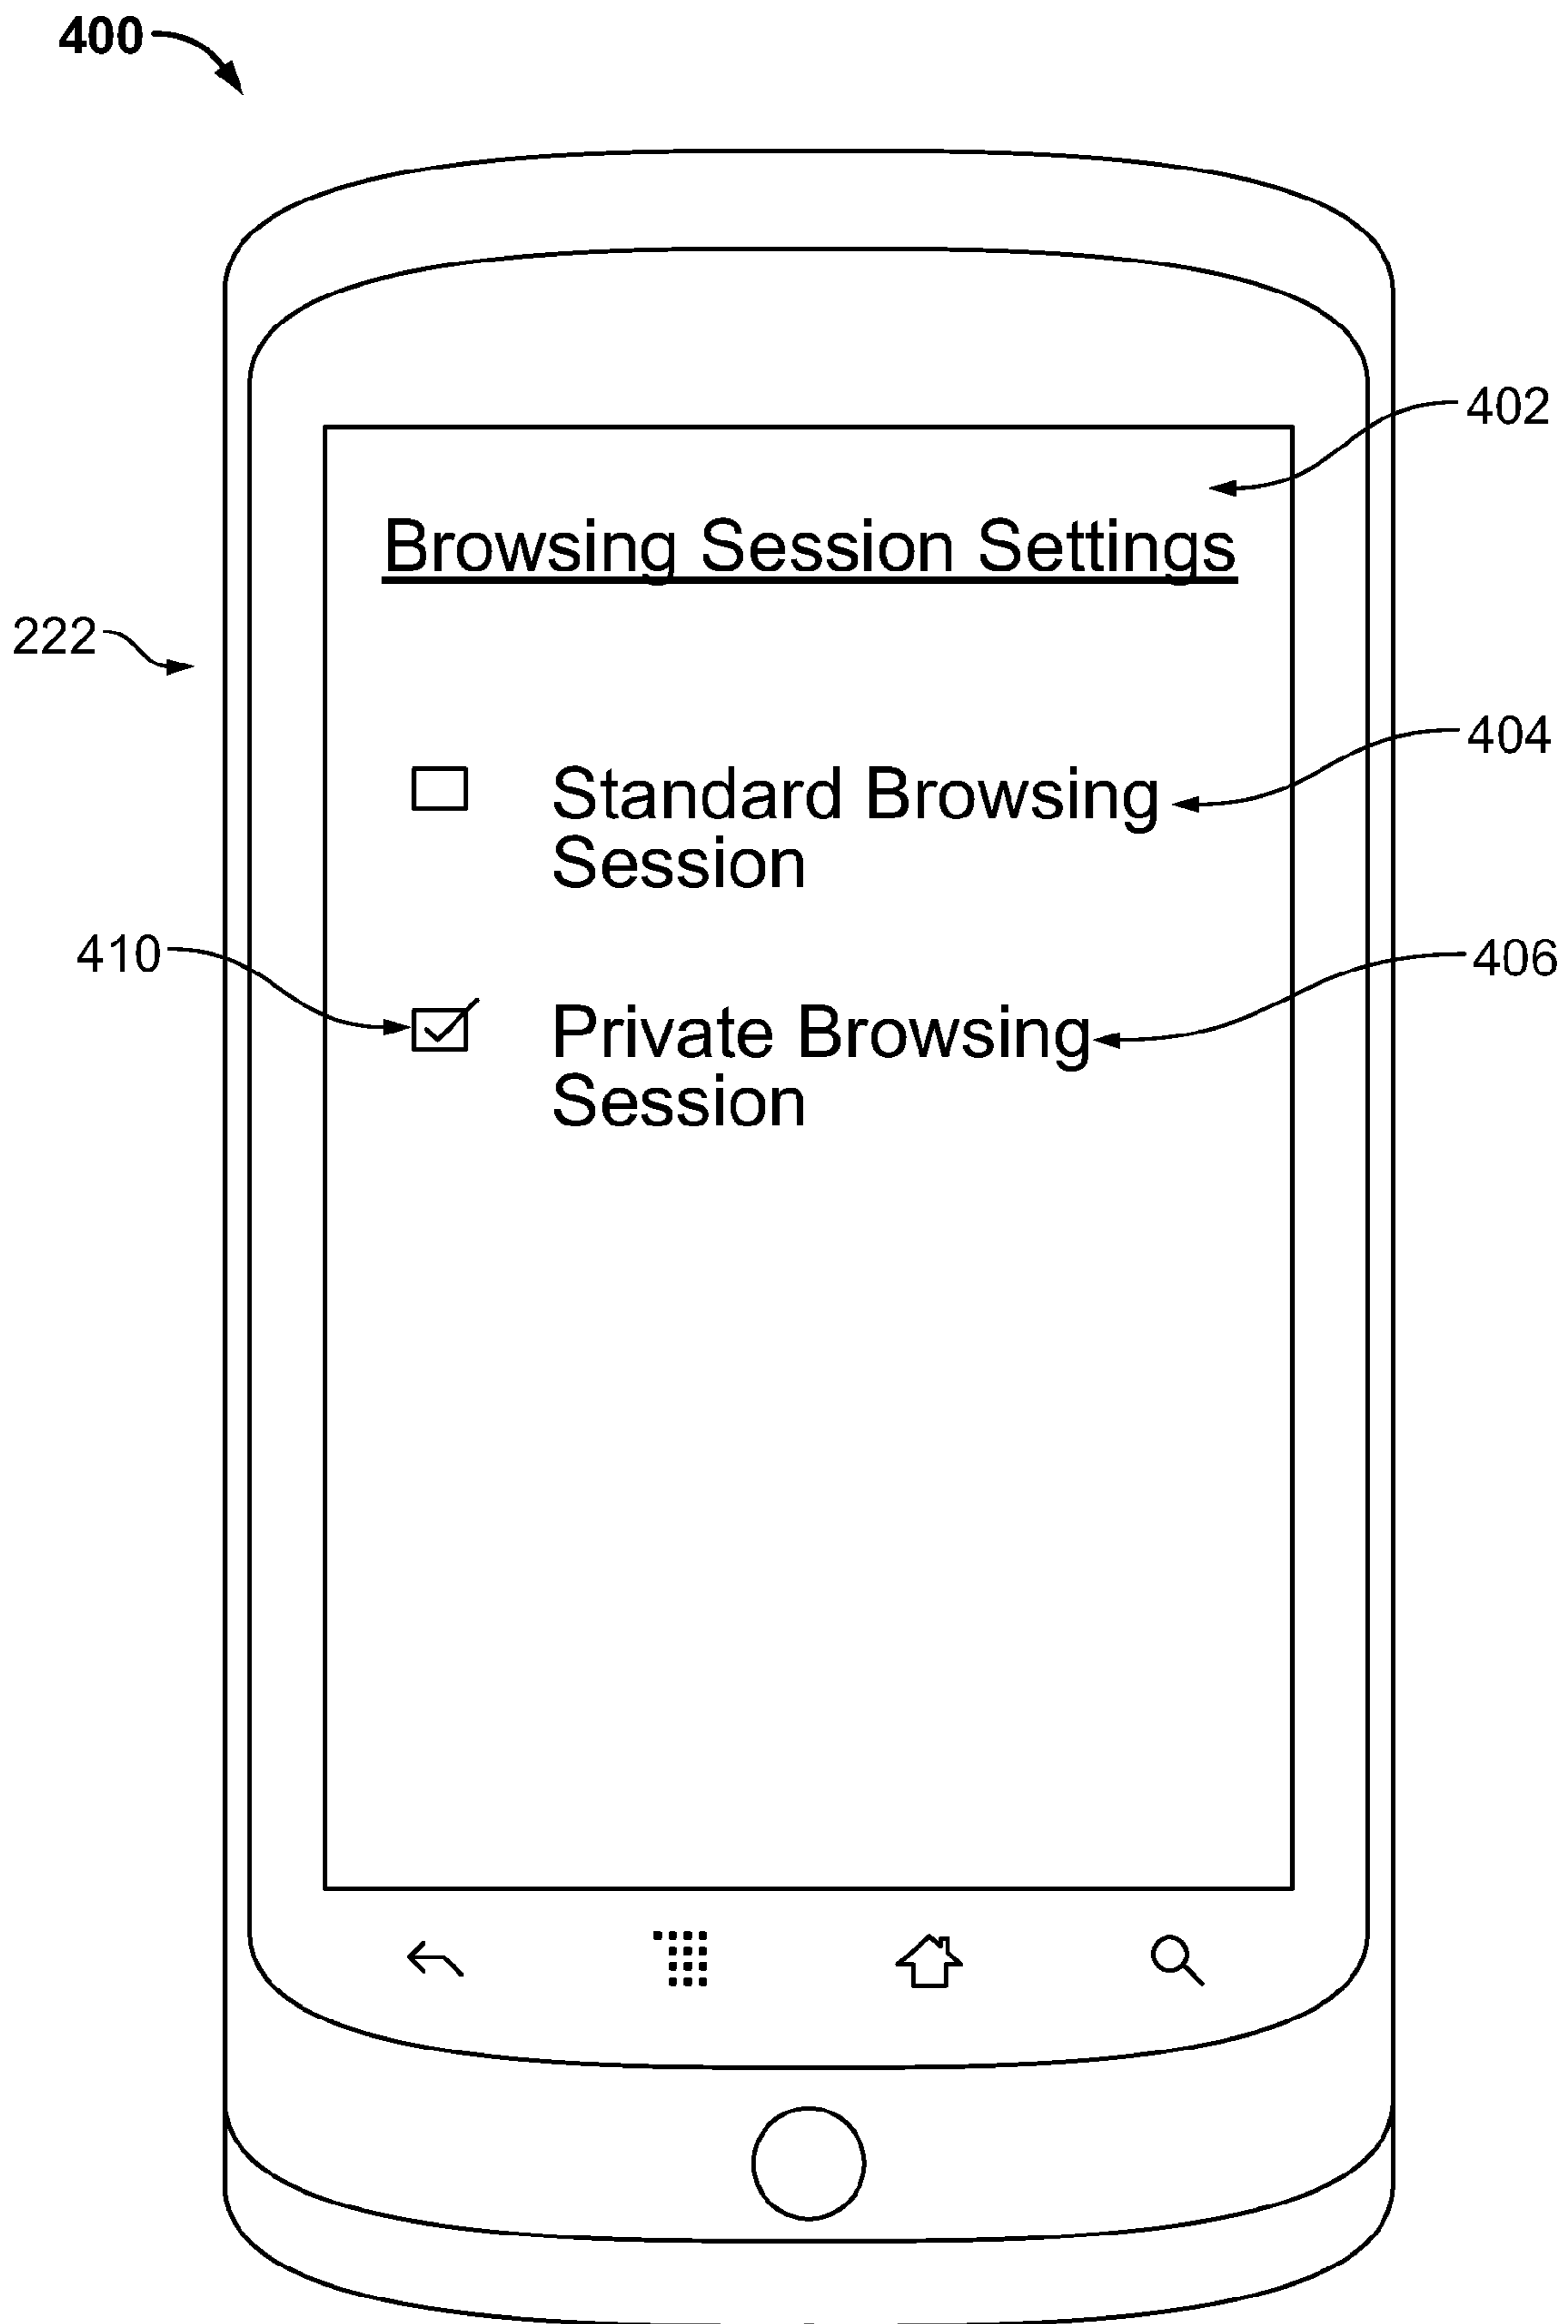 400
402
Browsing Session Settings
222
404
Standard Browsing
Session
410
406
Private Browsing
Session